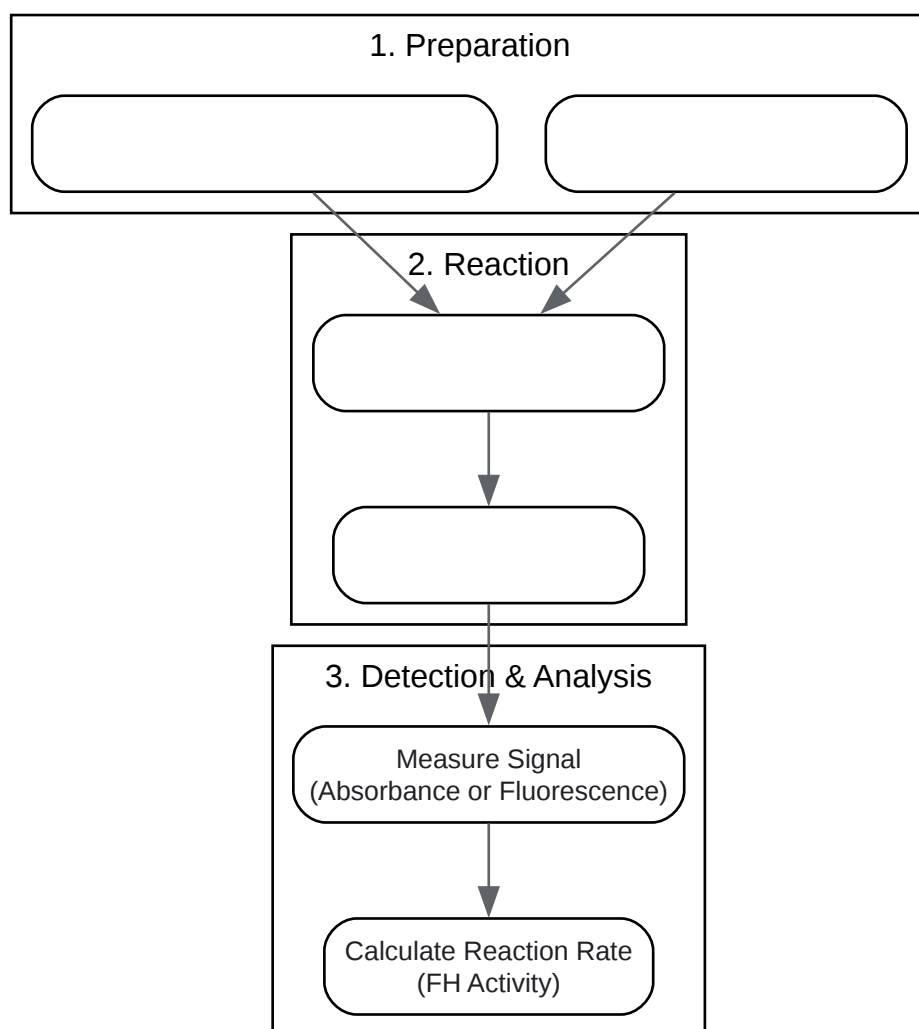 1. Preparation
2. Reaction
3. Detection & Analysis
Measure Signal
(Absorbance or Fluorescence)
Calculate Reaction Rate
(FH Activity)